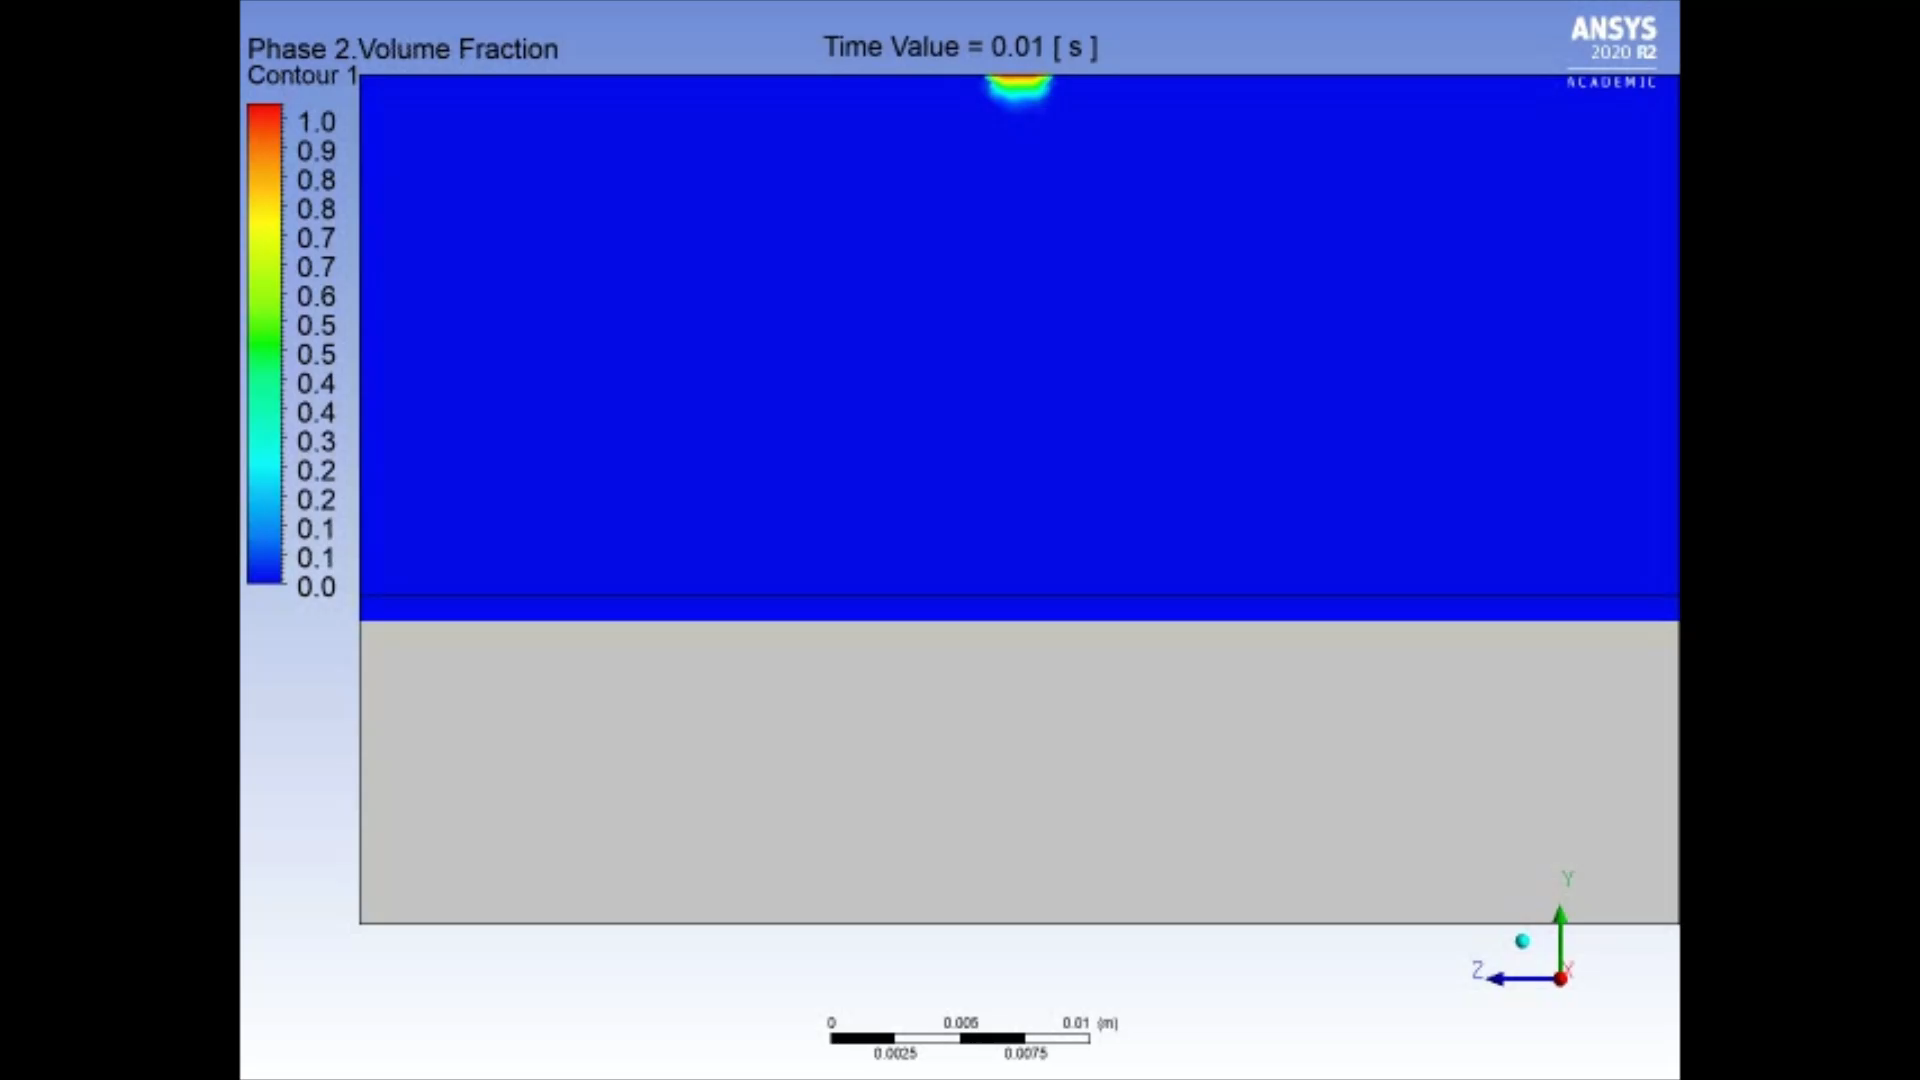 Phase 2.Volume Fraction
Contour 1
Time Value = 0.01 [ s ]
ANSYS
2020 R2
ACADEMIC
1.0
0.9
0.8
0.8
0.7
0.7
0.6
0.5
0.5
0.4
0.4
0.3
0.2
0.2
0.1
0.1
0.0
Y
Z
X
0 0.005 0.01 (m)
0.0025 0.0075